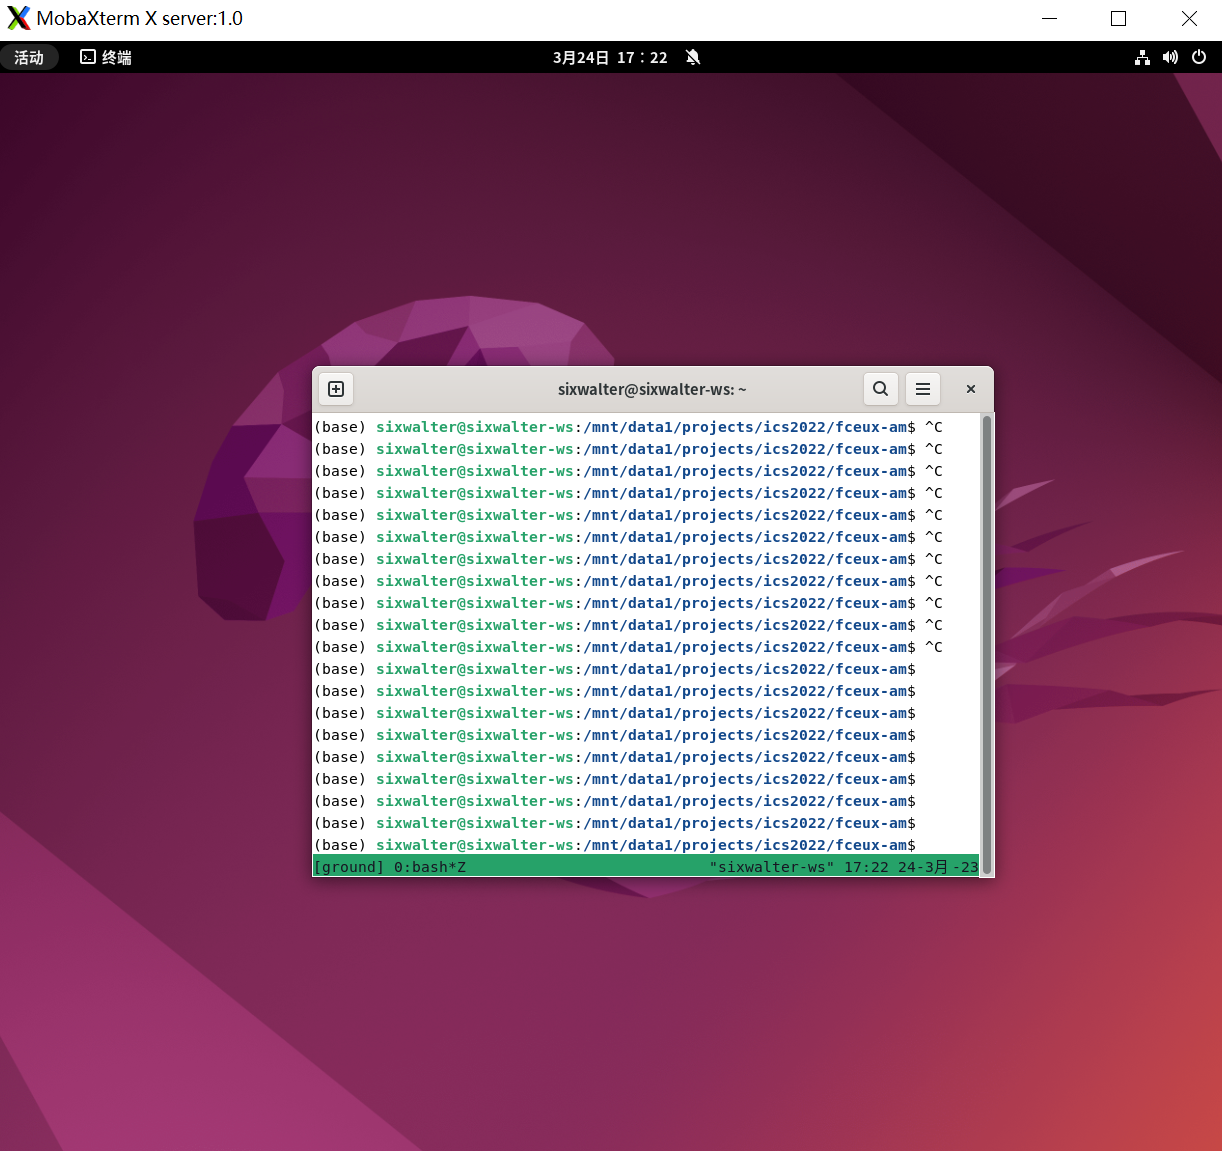 MobaXterm X server:1.0
活动 终端 3月24日 17：22
sixwalter@sixwalter-ws: ~
(base) sixwalter@sixwalter-ws:/mnt/data1/projects/ics2022/fceux-am$ ^C
(base) sixwalter@sixwalter-ws:/mnt/data1/projects/ics2022/fceux-am$ ^C
(base) sixwalter@sixwalter-ws:/mnt/data1/projects/ics2022/fceux-am$ ^C
(base) sixwalter@sixwalter-ws:/mnt/data1/projects/ics2022/fceux-am$ ^C
(base) sixwalter@sixwalter-ws:/mnt/data1/projects/ics2022/fceux-am$ ^C
(base) sixwalter@sixwalter-ws:/mnt/data1/projects/ics2022/fceux-am$ ^C
(base) sixwalter@sixwalter-ws:/mnt/data1/projects/ics2022/fceux-am$ ^C
(base) sixwalter@sixwalter-ws:/mnt/data1/projects/ics2022/fceux-am$ ^C
(base) sixwalter@sixwalter-ws:/mnt/data1/projects/ics2022/fceux-am$ ^C
(base) sixwalter@sixwalter-ws:/mnt/data1/projects/ics2022/fceux-am$ ^C
(base) sixwalter@sixwalter-ws:/mnt/data1/projects/ics2022/fceux-am$ ^C
(base) sixwalter@sixwalter-ws:/mnt/data1/projects/ics2022/fceux-am$
(base) sixwalter@sixwalter-ws:/mnt/data1/projects/ics2022/fceux-am$
(base) sixwalter@sixwalter-ws:/mnt/data1/projects/ics2022/fceux-am$
(base) sixwalter@sixwalter-ws:/mnt/data1/projects/ics2022/fceux-am$
(base) sixwalter@sixwalter-ws:/mnt/data1/projects/ics2022/fceux-am$
(base) sixwalter@sixwalter-ws:/mnt/data1/projects/ics2022/fceux-am$
(base) sixwalter@sixwalter-ws:/mnt/data1/projects/ics2022/fceux-am$
(base) sixwalter@sixwalter-ws:/mnt/data1/projects/ics2022/fceux-am$
(base) sixwalter@sixwalter-ws:/mnt/data1/projects/ics2022/fceux-am$
[ground] 0:bash*Z "sixwalter-ws" 17:22 24-3月-23